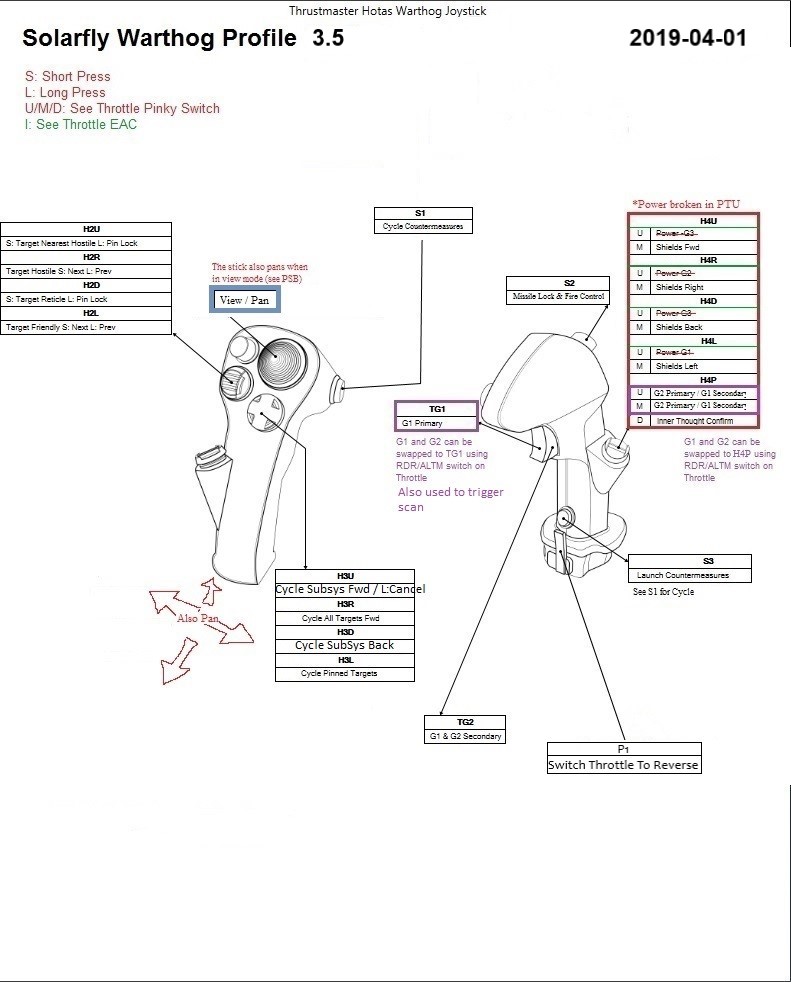 Thrustmaster Hotas Warthog Joystick
Solarfly Warthog Profile 3.5
2019-04-01
S: Short Press
L: Long Press
U/M/D: See Throttle Pinky Switch
I: See Throttle EAC
H2U
S: Target Nearest Hostile L: Pin Lock
H2R
Target Hostile S: Next L: Prev
H2D
S: Target Reticle L: Pin Lock
H2L
Target Friendly S: Next L: Prev
The stick also pans when
in view mode (see PSB)
View / Pan
S1
Cycle Countermeasures
S2
Missile Lock & Fire Control
*Power broken in PTU
H4U
U Power G3
M Shields Fwd
H4R
U Power G2
M Shields Right
H4D
U Power G3
M Shields Back
H4L
U Power G1
M Shields Left
H4P
U G2 Primary / G1 Secondary
M G2 Primary / G1 Secondary
D Inner Thought Confirm
G1 and G2 can be
swapped to H4P using
RDR/ALTM switch on
Throttle
TG1
G1 Primary
G1 and G2 can be
swapped to TG1 using
RDR/ALTM switch on
Throttle
Also used to trigger
scan
S3
Launch Countermeasures
See S1 for Cycle
Also Pan
H3U
Cycle Subsys Fwd / L:Cancel
H3R
Cycle All Targets Fwd
H3D
Cycle SubSys Back
H3L
Cycle Pinned Targets
TG2
G1 & G2 Secondary
P1
Switch Throttle To Reverse